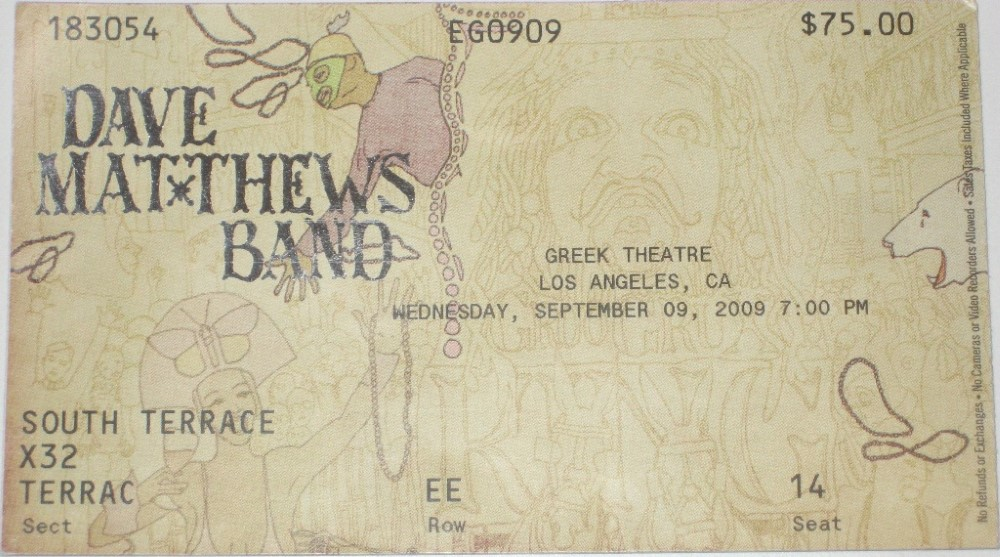 183054 EG0909 $75.00
DAVE
MATTHEWS
BAND
GREEK THEATRE
LOS ANGELES, CA
WEDNESDAY, SEPTEMBER 09, 2009 7:00 PM
SOUTH TERRACE
X32
TERRAC EE 14
Sect Row Seat
No Refunds or Exchanges • No Cameras or Video Recorders Allowed • Sales Taxes Included Where Applicable